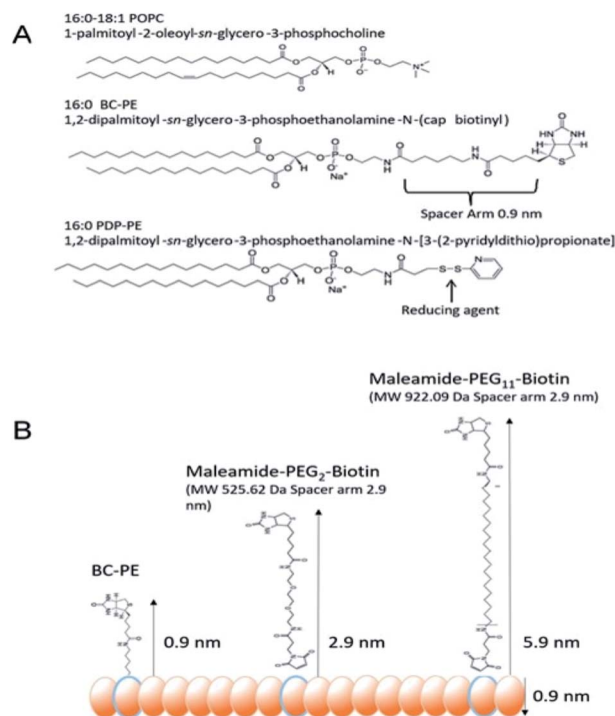 A
16:0-18:1 POPC
1-palmitoyl-2-oleoyl-sn-glycero-3-phosphocholine
16:0 BC-PE
1,2-dipalmitoyl-sn-glycero-3-phosphoethanolamine-N-(cap biotinyl)
Spacer Arm 0.9 nm
16:0 PDP-PE
1,2-dipalmitoyl-sn-glycero-3-phosphoethanolamine-N-[3-(2-pyridyldithio)propionate]
Reducing agent
B
Maleamide-PEG11-Biotin
(MW 922.09 Da Spacer arm 2.9 nm)
Maleamide-PEG2-Biotin
(MW 525.62 Da Spacer arm 2.9
nm)
BC-PE
0.9 nm
2.9 nm
5.9 nm
0.9 nm